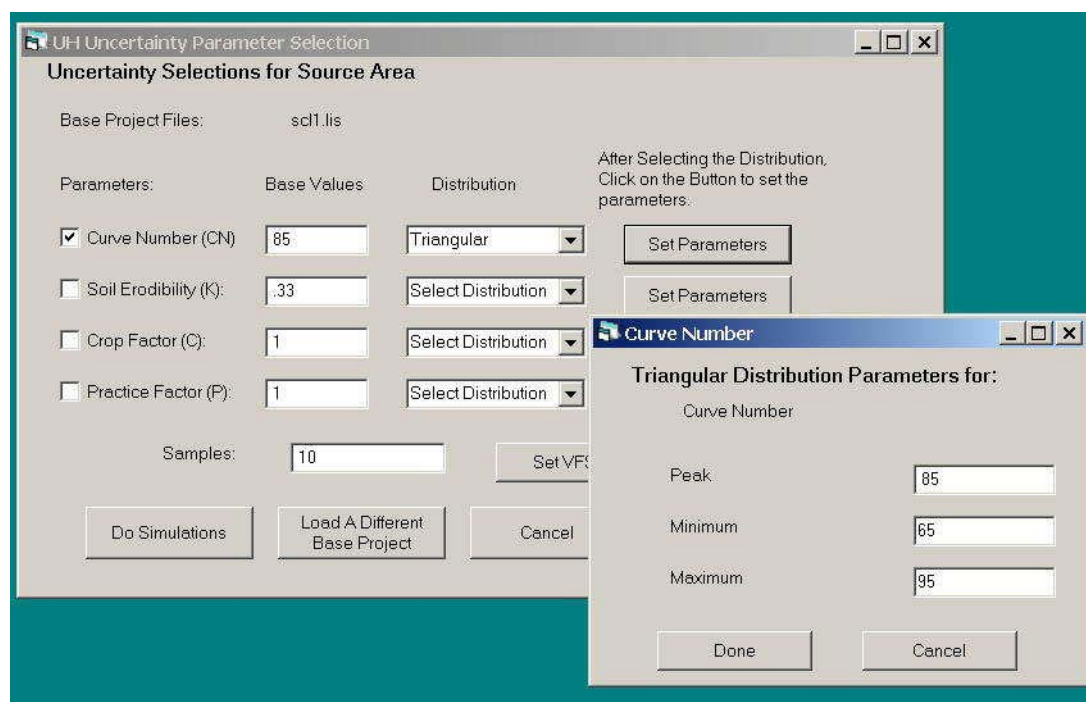 UH Uncertainty Parameter Selection
Uncertainty Selections for Source Area
Base Project Files: scl1.lis
After Selecting the Distribution,
Click on the Button to set the
parameters.
Parameters: Base Values Distribution
Curve Number (CN) 85 Triangular Set Parameters
Soil Erodibility (K): .33 Select Distribution Set Parameters
Crop Factor (C): 1 Select Distribution
Practice Factor (P): 1 Select Distribution
Samples: 10 Set VFS
Do Simulations
Load A Different
Base Project
Cancel
Curve Number
Triangular Distribution Parameters for:
Curve Number
Peak 85
Minimum 65
Maximum 95
Done Cancel